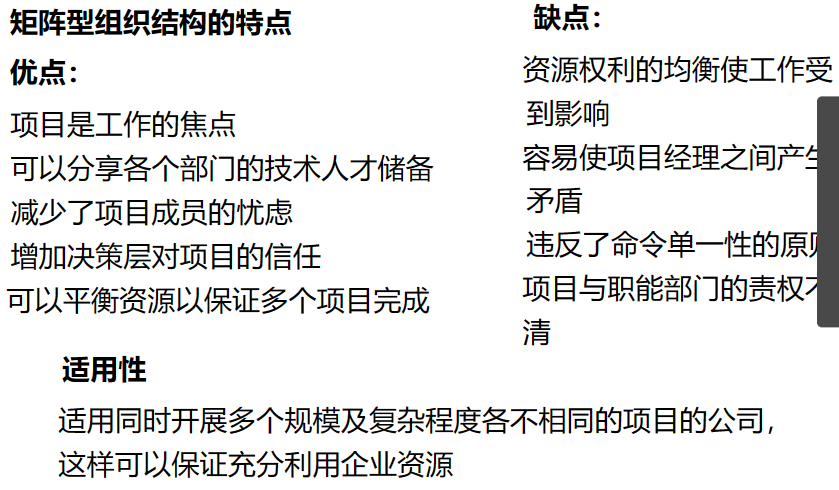 矩阵型组织结构的特点
优点：
项目是工作的焦点
可以分享各个部门的技术人才储备
减少了项目成员的忧虑
增加决策层对项目的信任
可以平衡资源以保证多个项目完成
缺点：
资源权利的均衡使工作受
到影响
容易使项目经理之间产生
矛盾
违反了命令单一性的原则
项目与职能部门的责权不
清
适用性
适用同时开展多个规模及复杂程度各不相同的项目的公司，
这样可以保证充分利用企业资源